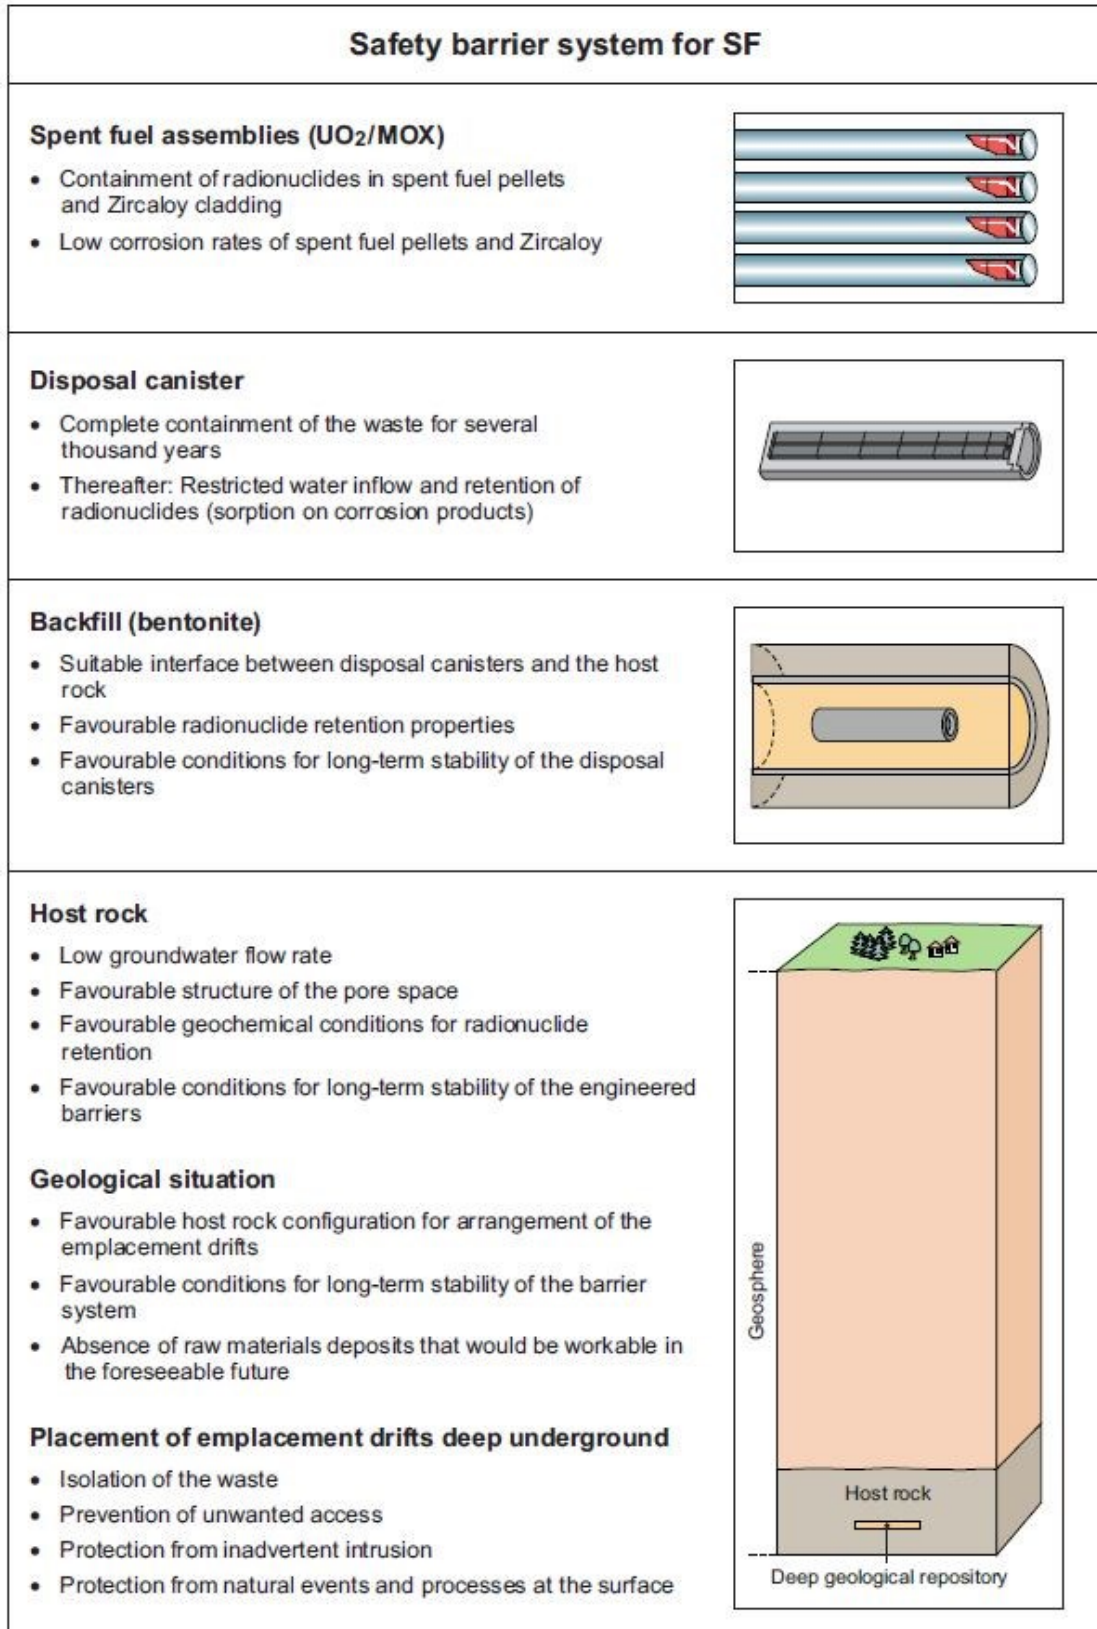 Safety barrier system for SF
Spent fuel assemblies (UO2/MOX)
• Containment of radionuclides in spent fuel pellets
and Zircaloy cladding
• Low corrosion rates of spent fuel pellets and Zircaloy
Disposal canister
• Complete containment of the waste for several
thousand years
• Thereafter: Restricted water inflow and retention of
radionuclides (sorption on corrosion products)
Backfill (bentonite)
• Suitable interface between disposal canisters and the host
rock
• Favourable radionuclide retention properties
• Favourable conditions for long-term stability of the disposal
canisters
Host rock
• Low groundwater flow rate
• Favourable structure of the pore space
• Favourable geochemical conditions for radionuclide
retention
• Favourable conditions for long-term stability of the engineered
barriers
Geological situation
• Favourable host rock configuration for arrangement of the
emplacement drifts
• Favourable conditions for long-term stability of the barrier
system
• Absence of raw materials deposits that would be workable in
the foreseeable future
Placement of emplacement drifts deep underground
• Isolation of the waste
• Prevention of unwanted access
• Protection from inadvertent intrusion
• Protection from natural events and processes at the surface
Geosphere
Host rock
Deep geological repository